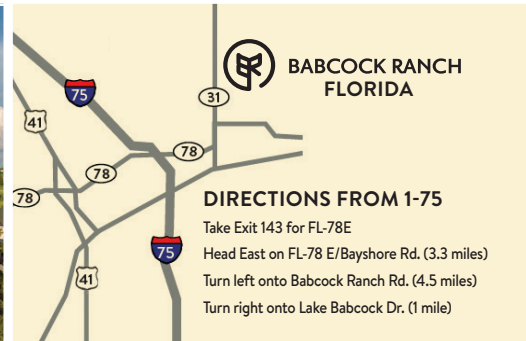 BABCOCK RANCH
FLORIDA
75
31
41
78
78
78
DIRECTIONS FROM 1-75
Take Exit 143 for FL-78E
Head East on FL-78 E/Bayshore Rd. (3.3 miles)
75
Turn left onto Babcock Ranch Rd. (4.5 miles)
41
Turn right onto Lake Babcock Dr. (1 mile)